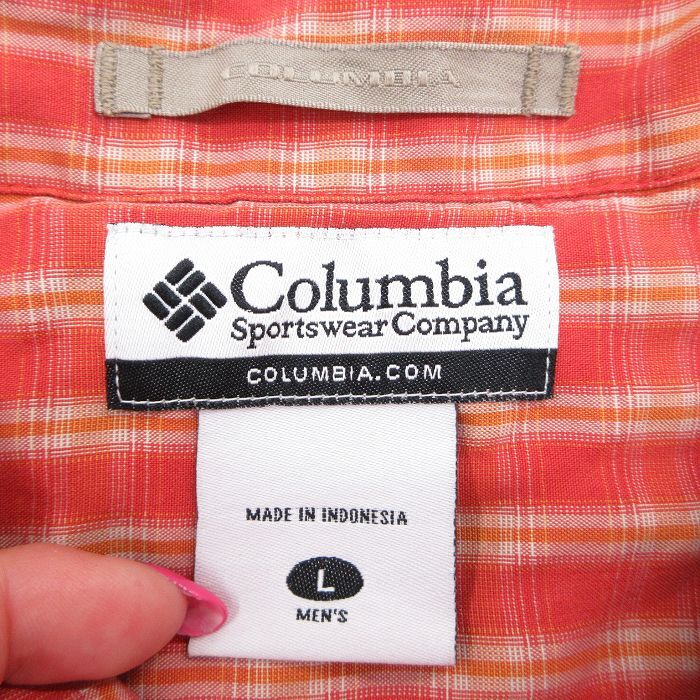 COLUMBIA
Columbia
Sportswear Company
COLUMBIA.COM
MADE IN INDONESIA
L
MEN'S